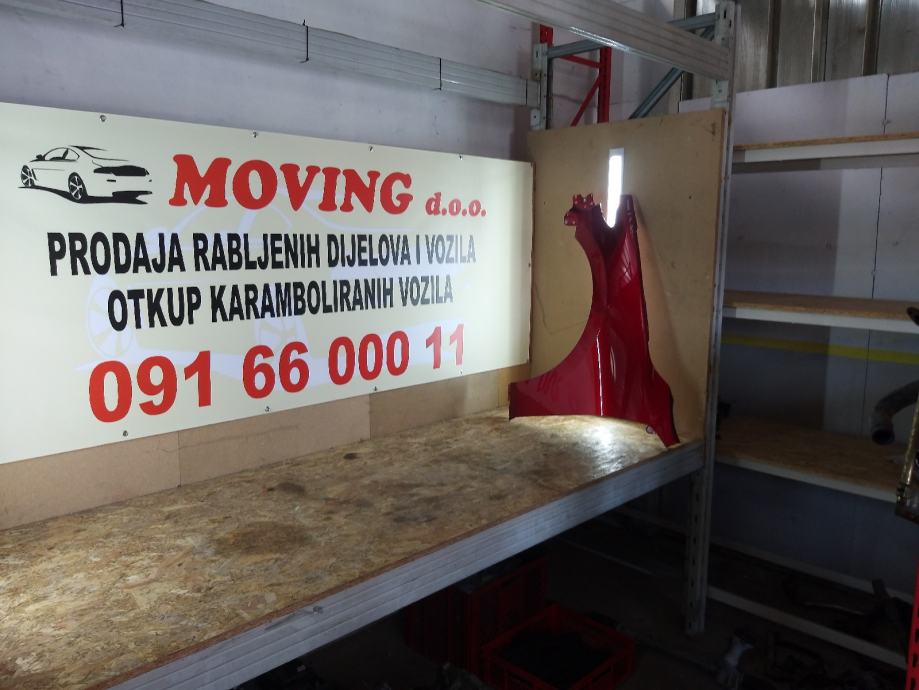 MOVING d.o.o.
PRODAJA RABLJENIH DIJELOVA I VOZILA
OTKUP KARAMBOLIRANIH VOZILA
091 66 000 11